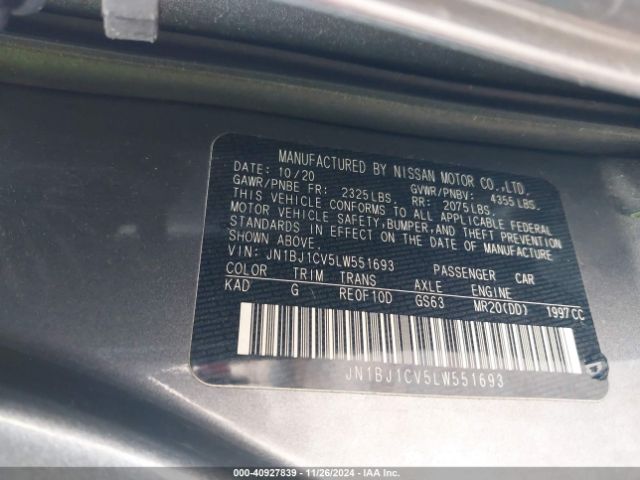 MANUFACTURED BY NISSAN MOTOR CO.,LTD.
DATE: 10/20 GVWR/PNBV: 4355LBS.
GAWR/PNBE FR: 2325LBS. RR: 2075LBS.
THIS VEHICLE CONFORMS TO ALL APPLICABLE FEDERAL
MOTOR VEHICLE SAFETY,BUMPER,AND THEFT PREVENTION
STANDARDS IN EFFECT ON THE DATE OF MANUFACTURE
SHOWN ABOVE.
VIN: JN1BJ1CV5LW551693 PASSENGER CAR
COLOR TRIM TRANS AXLE ENGINE
KAD G RE0F10D GS63 MR20(DD) 1997CC
JN1BJ1CV5LW551693
000-40927839 - 11/26/2024 - IAA Inc.